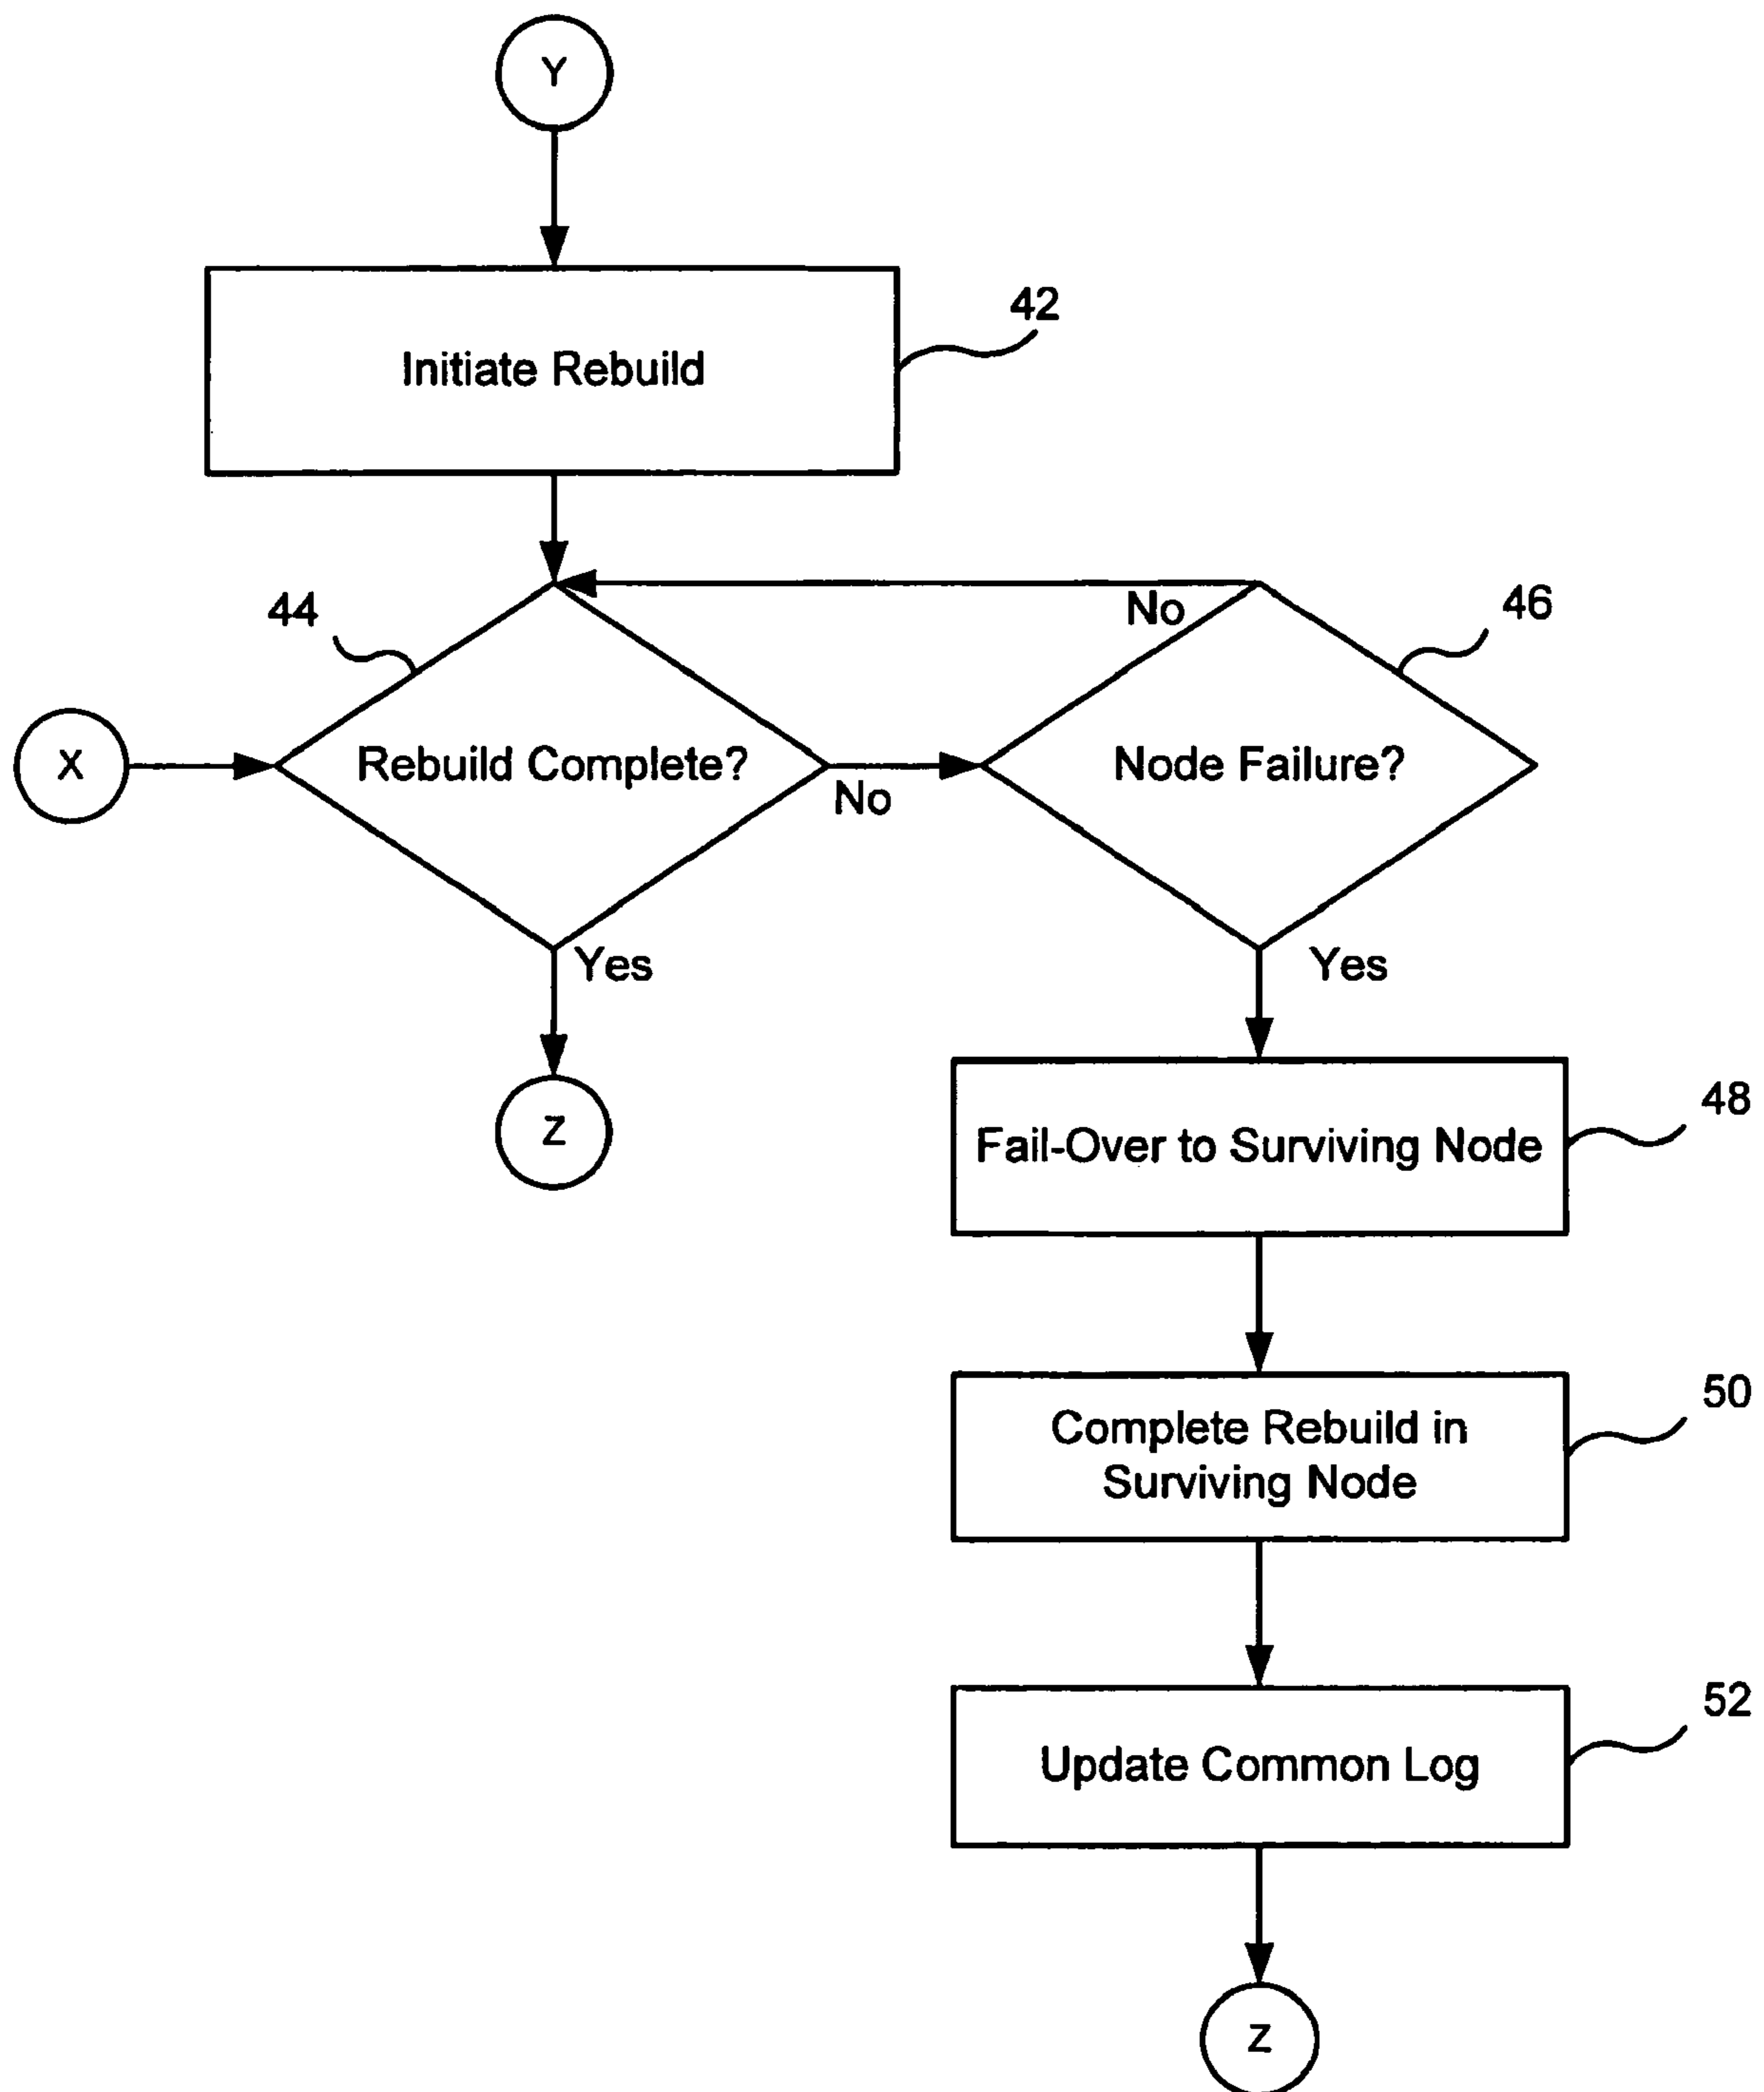 Y
42
Initiate Rebuild
44
46
No
X
Rebuild Complete?
No
Node Failure?
Yes
Yes
Z
48
Fail-Over to Surviving Node
50
Complete Rebuild in
Surviving Node
52
Update Common Log
Z